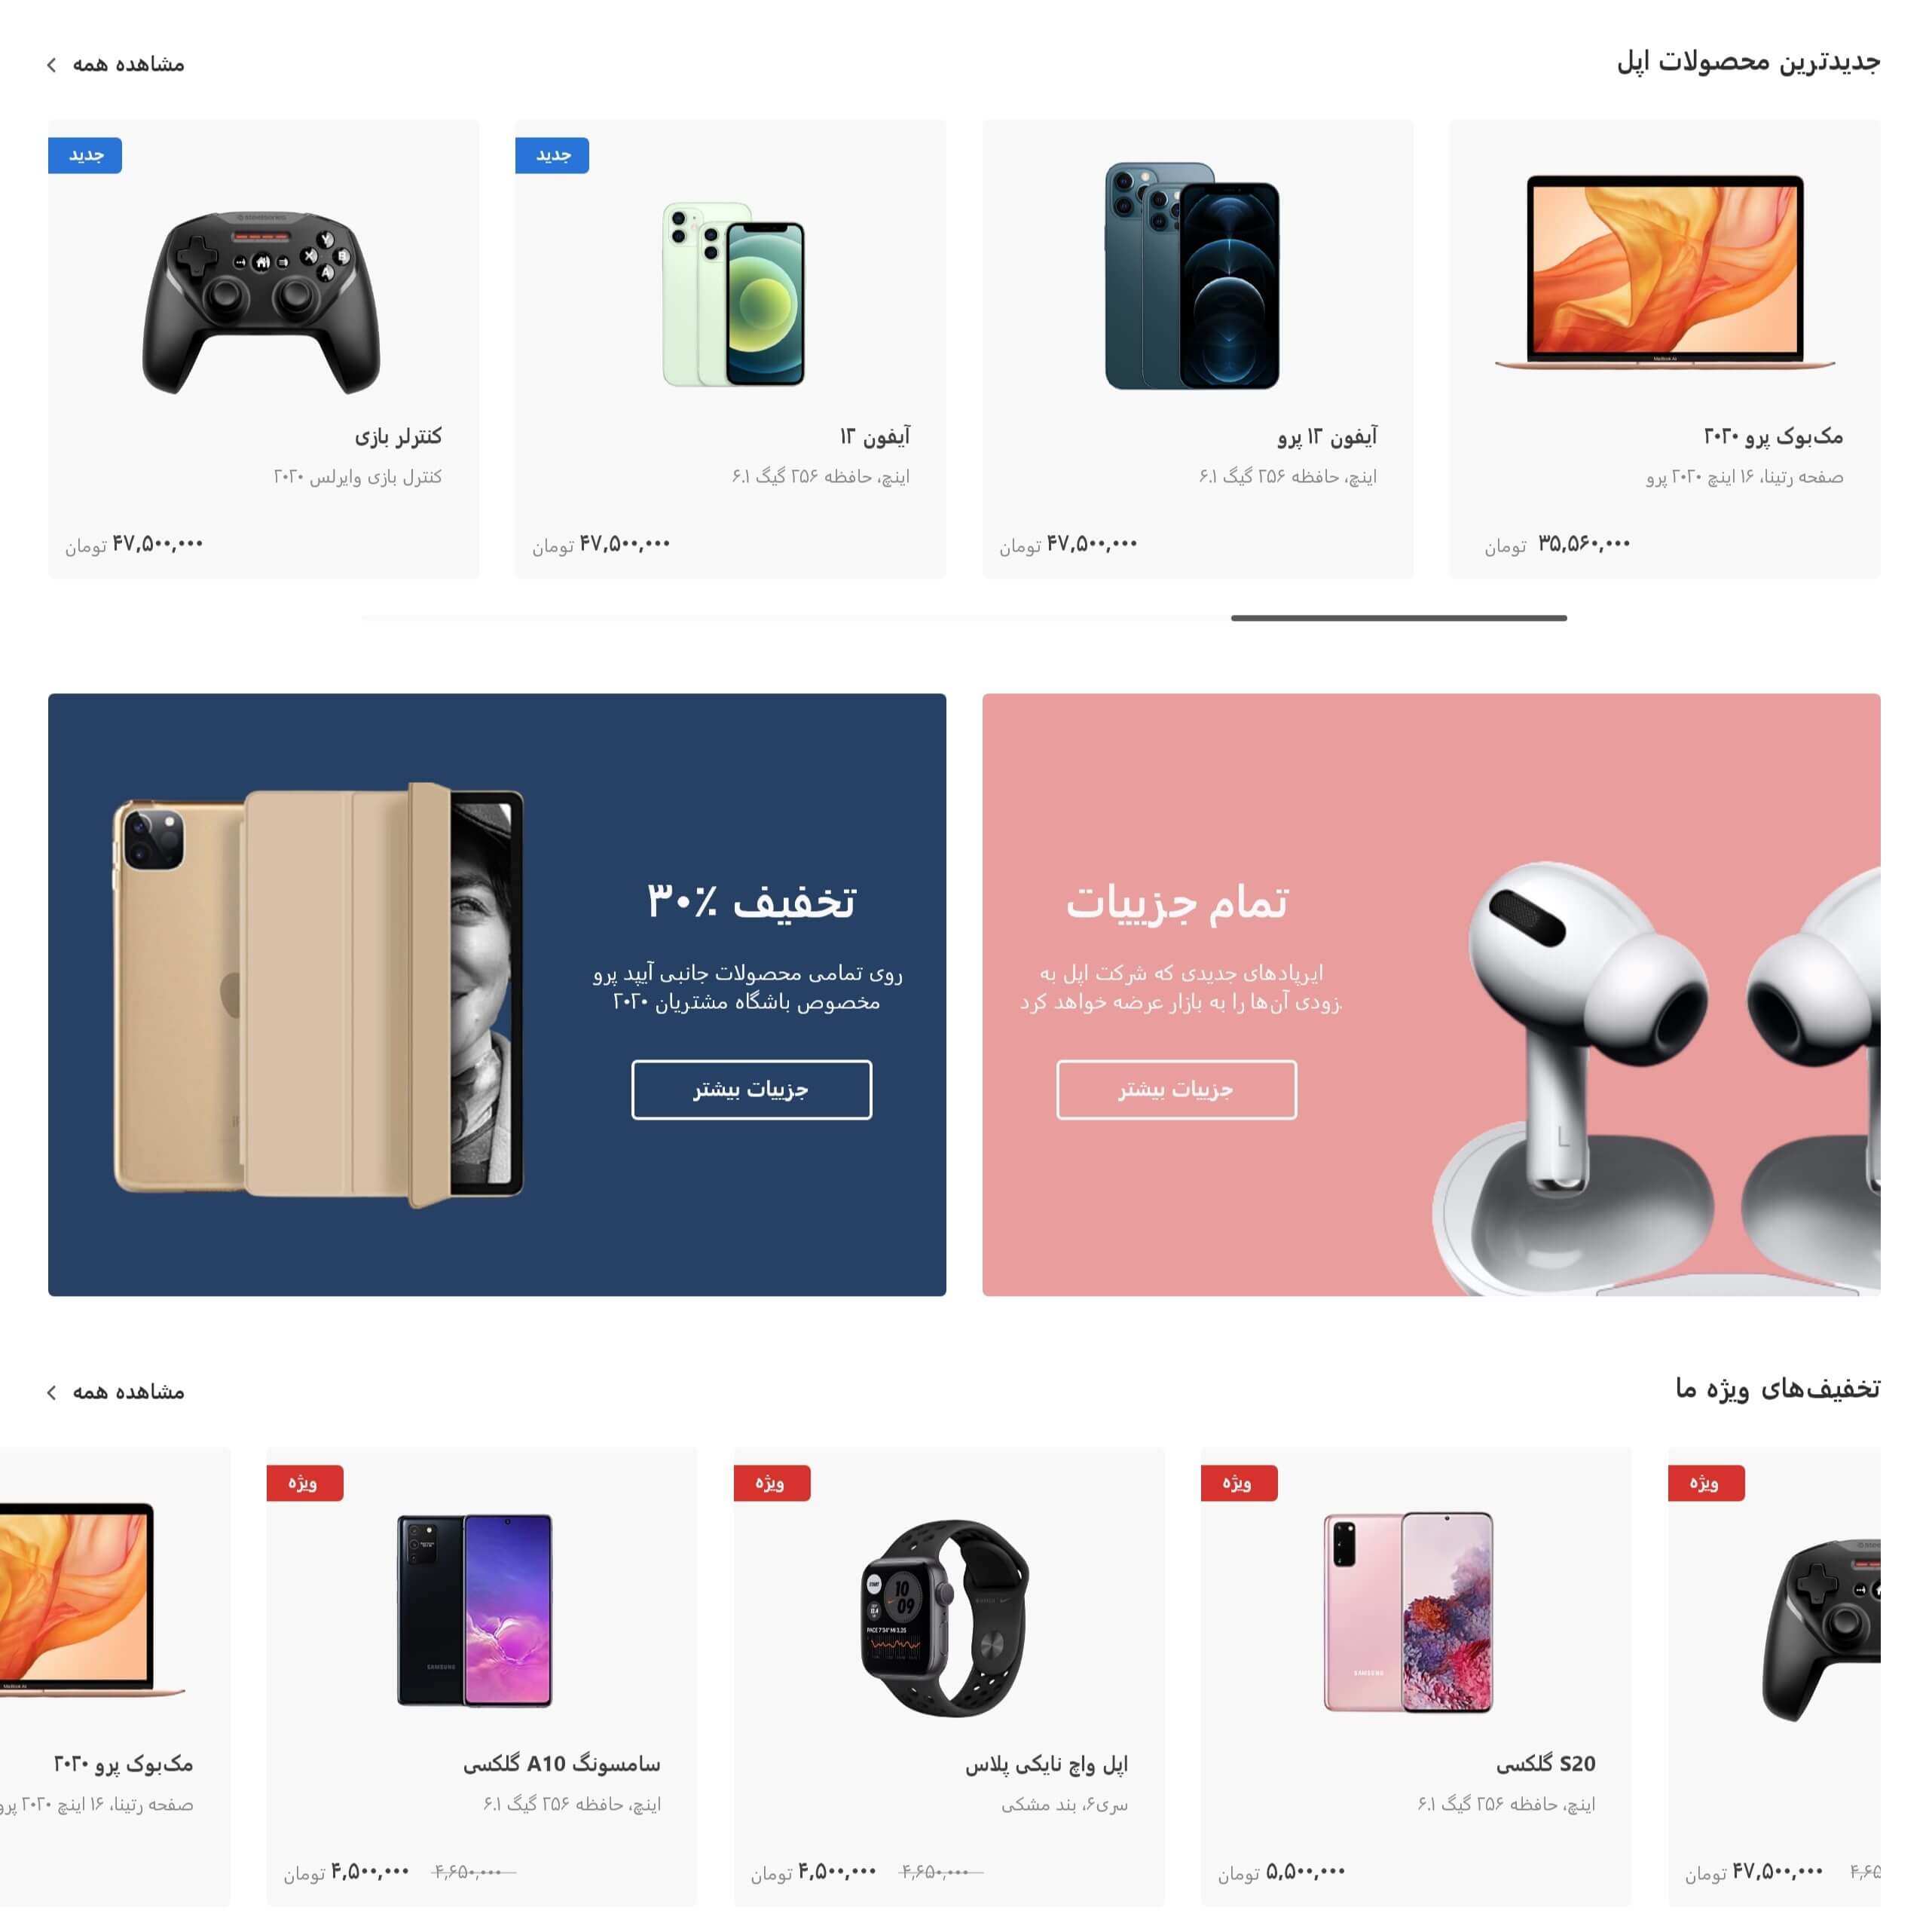 جدیدترین محصولات اپل
مشاهده همه
مک‌بوک پرو ۲۰۲۰
صفحه رتینا، ۱۶ اینچ ۲۰۲۰ پرو
۳۵,۵۶۰,۰۰۰ تومان
آیفون ۱۲ پرو
اینچ، حافظه ۲۵۶ گیگ ۶.۱
۴۷,۵۰۰,۰۰۰ تومان
جدید
آیفون ۱۲
اینچ، حافظه ۲۵۶ گیگ ۶.۱
۴۷,۵۰۰,۰۰۰ تومان
جدید
کنترلر بازی
کنترل بازی وایرلس ۲۰۲۰
۴۷,۵۰۰,۰۰۰ تومان
تمام جزییات
ایرپادهای جدیدی که شرکت اپل به
زودی آن‌ها را به بازار عرضه خواهد کرد.
جزییات بیشتر
L
تخفیف ۳۰٪
روی تمامی محصولات جانبی آیپد پرو
مخصوص باشگاه مشتریان ۲۰۲۰
جزییات بیشتر
تخفیف‌های ویژه ما
مشاهده همه
ویژه
۴۷,۵۰۰,۰۰۰ تومان
ویژه
SAMSUNG
S20 گلکسی
اینچ، حافظه ۲۵۶ گیگ ۶.۱
۵,۵۰۰,۰۰۰ تومان
ویژه
START
10
09
اپل واچ نایکی پلاس
سری۶، بند مشکی
۴,۶۵۰,۰۰۰ ۴,۵۰۰,۰۰۰ تومان
ویژه
SAMSUNG
سامسونگ A10 گلکسی
اینچ، حافظه ۲۵۶ گیگ ۶.۱
۴,۶۵۰,۰۰۰ ۴,۵۰۰,۰۰۰ تومان
مک‌بوک پرو ۲۰۲۰
صفحه رتینا، ۱۶ اینچ ۲۰۲۰ پرو